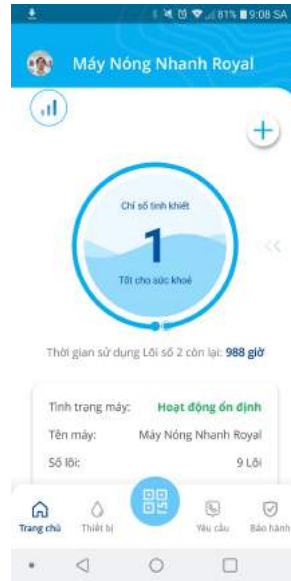 81% 9:08 SA
Máy Nóng Nhanh Royal
Chỉ số tinh khiết
1
Tốt cho sức khoẻ
Thời gian sử dụng Lõi số 2 còn lại: 988 giờ
Tình trạng máy: Hoạt động ổn định
Tên máy: Máy Nóng Nhanh Royal
Số lõi: 9 Lõi
Trang chủ Thiết bị Yêu cầu Bảo hành